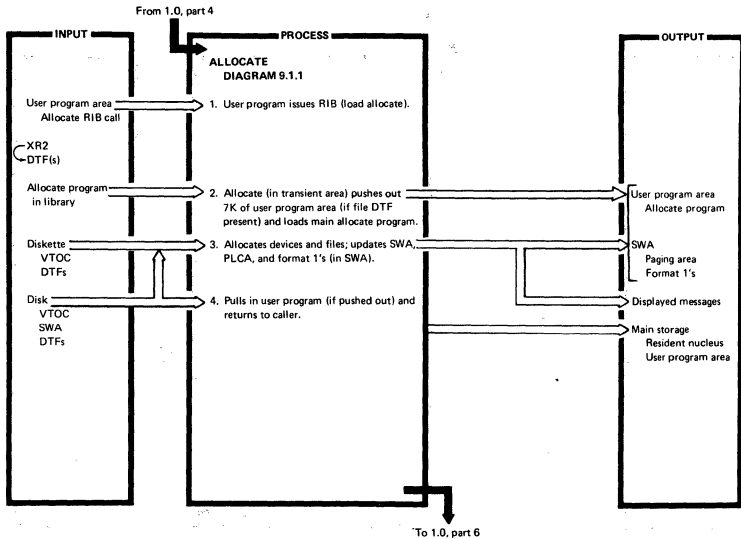 From 1.0, part 4
INPUT
PROCESS
OUTPUT
ALLOCATE
DIAGRAM 9.1.1
User program area
Allocate RIB call
1. User program issues RIB (load allocate).
XR2
DTF(s)
Allocate program
in library
2. Allocate (in transient area) pushes out
7K of user program area (if file DTF
present) and loads main allocate program.
User program area
Allocate program
Diskette
VTOC
DTFs
3. Allocates devices and files; updates SWA,
PLCA, and format 1's (in SWA).
SWA
Paging area
Format 1's
Disk
VTOC
SWA
DTFs
4. Pulls in user program (if pushed out) and
returns to caller.
Displayed messages
Main storage
Resident nucleus
User program area
To 1.0, part 6